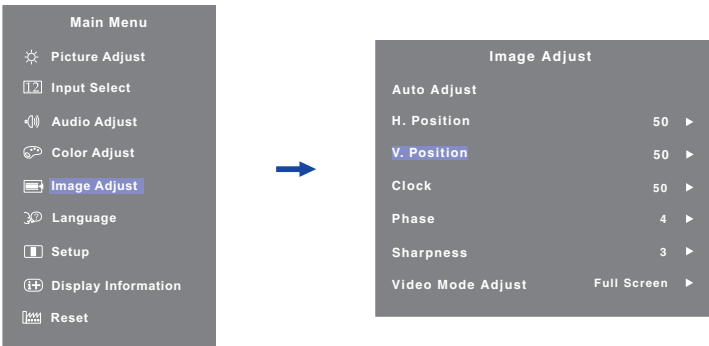 Main Menu
Picture Adjust
12 Input Select
Audio Adjust
Color Adjust
Image Adjust
Language
Setup
Display Information
Reset
Image Adjust
Auto Adjust
H. Position 50
V. Position 50
Clock 50
Phase 4
Sharpness 3
Video Mode Adjust Full Screen